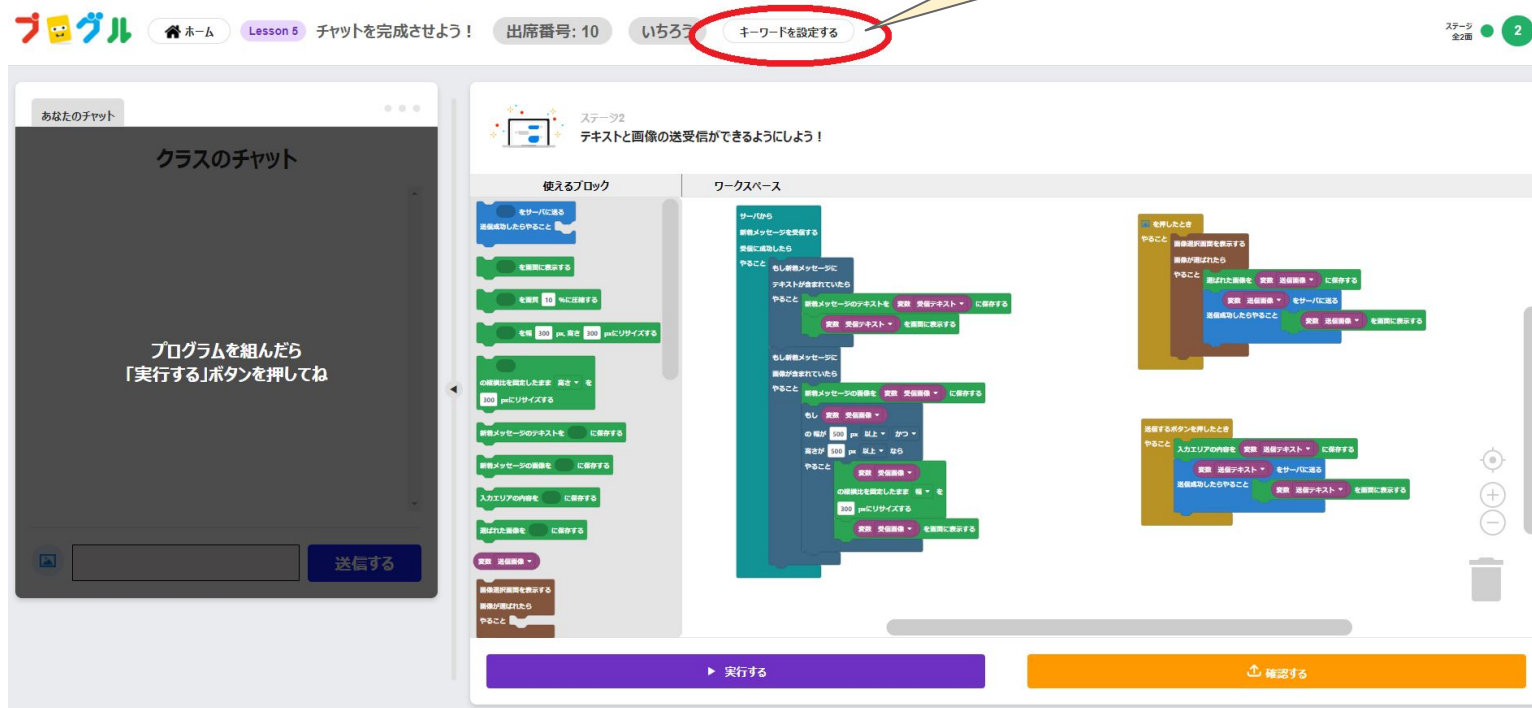 プログル
ホーム
Lesson 5
チャットを完成させよう！
出席番号: 10
いちろう
キーワードを設定する
ステージ
全2面
2
あなたのチャット
クラスのチャット
プログラムを組んだら
「実行する」ボタンを押してね
送信する
ステージ2
テキストと画像の送受信ができるようにしよう！
使えるブロック
ワークスペース
をサーバに送る
送信成功したらやること
を画面に表示する
を画質 10 %に圧縮する
を幅 300 px, 高さ 300 pxにリサイズする
の縦横比を固定したまま 高さ を
300 pxにリサイズする
新着メッセージのテキストを に保存する
新着メッセージの画像を に保存する
入力エリアの内容を に保存する
選ばれた画像を に保存する
変数 送信画像
画像選択画面を表示する
画像が選ばれたら
やること
サーバから
新着メッセージを受信する
受信に成功したら
やること
もし新着メッセージに
テキストが含まれていたら
やること
新着メッセージのテキストを 変数 受信テキスト に保存する
変数 受信テキスト を画面に表示する
もし新着メッセージに
画像が含まれていたら
やること
新着メッセージの画像を 変数 受信画像 に保存する
もし 変数 受信画像
の 幅が 500 px 以上 かつ
高さが 500 px 以上 なら
やること
変数 受信画像
の縦横比を固定したまま 幅 を
300 pxにリサイズする
変数 受信画像 を画面に表示する
を押したとき
やること
画像選択画面を表示する
画像が選ばれたら
やること
選ばれた画像を 変数 送信画像 に保存する
変数 送信画像 をサーバに送る
送信成功したらやること
変数 送信画像 を画面に表示する
送信するボタンを押したとき
やること
入力エリアの内容を 変数 送信テキスト に保存する
変数 送信テキスト をサーバに送る
送信成功したらやること
変数 送信テキスト を画面に表示する
実行する
確認する